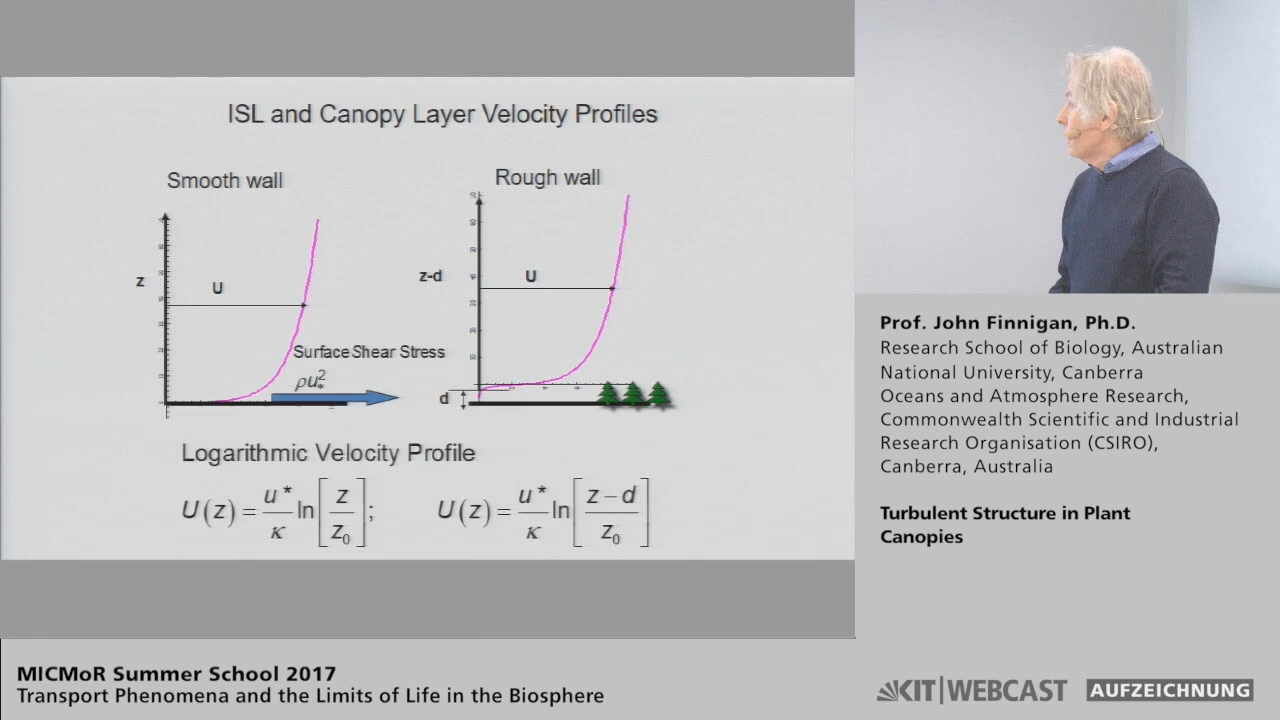 ISL and Canopy Layer Velocity Profiles
Smooth wall
Rough wall
z
U
z-d
U
Surface Shear Stress
ρu*²
d
Logarithmic Velocity Profile
U(z) = u*/κ ln[z/z₀];
U(z) = u*/κ ln[(z − d)/z₀]
Prof. John Finnigan, Ph.D.
Research School of Biology, Australian
National University, Canberra
Oceans and Atmosphere Research,
Commonwealth Scientific and Industrial
Research Organisation (CSIRO),
Canberra, Australia
Turbulent Structure in Plant
Canopies
MICMoR Summer School 2017
Transport Phenomena and the Limits of Life in the Biosphere
KIT|WEBCAST
AUFZEICHNUNG